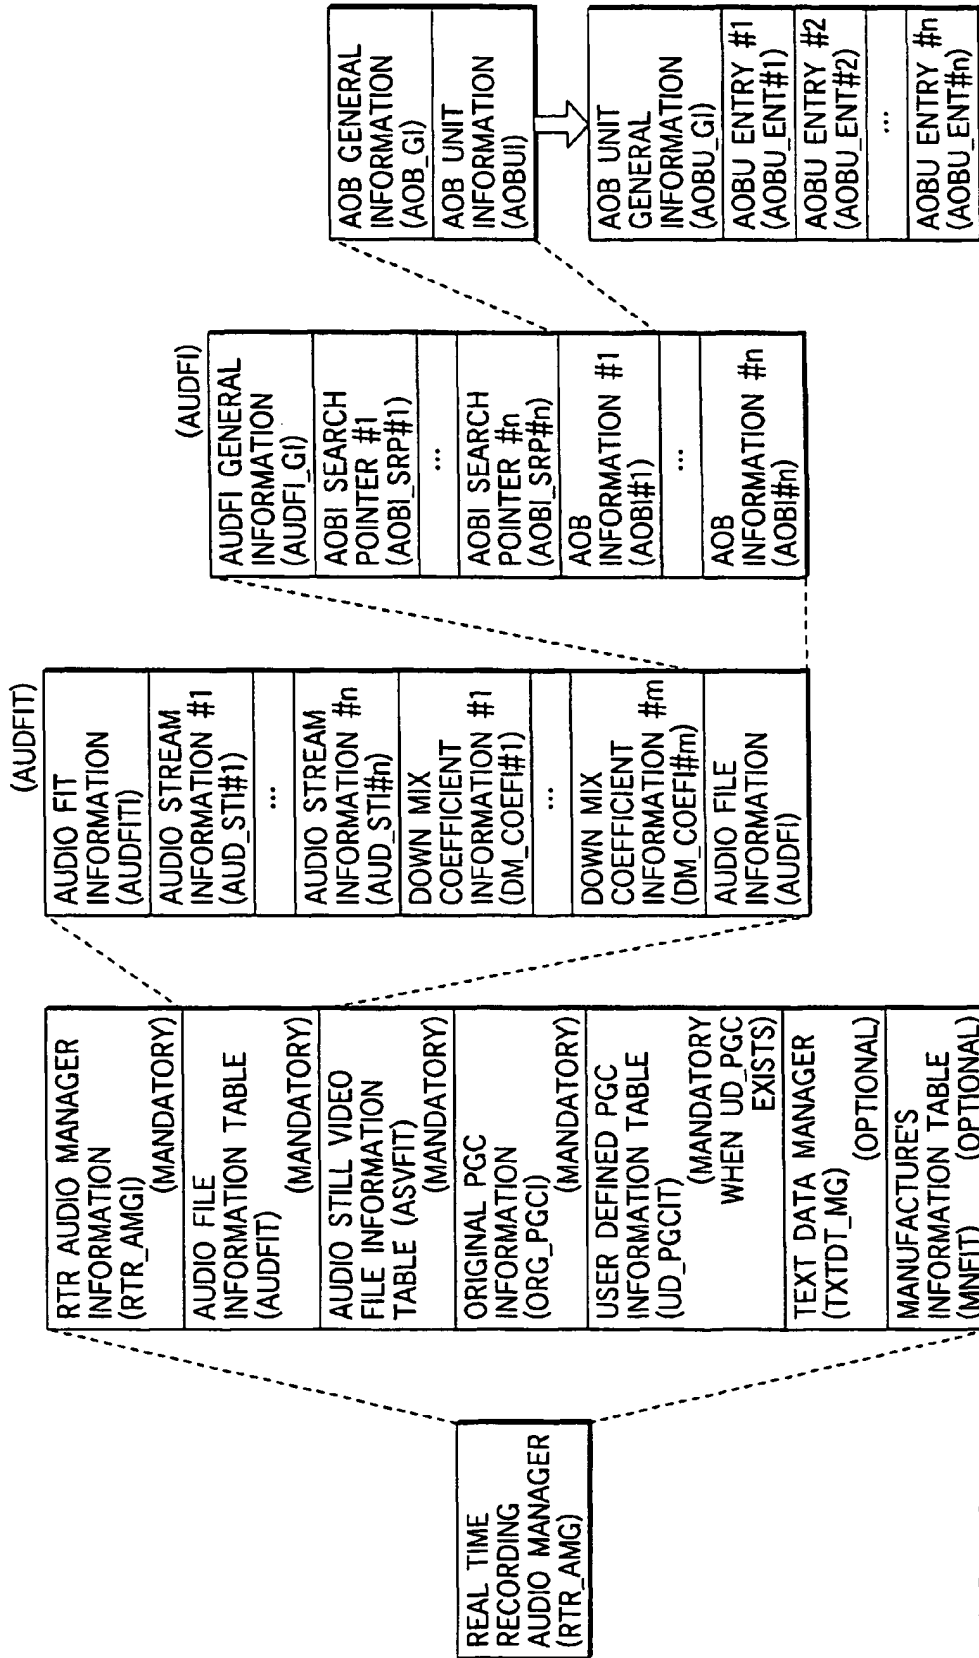 REAL TIME
RECORDING
AUDIO MANAGER
(RTR_AMG)
RTR AUDIO MANAGER
INFORMATION
(RTR_AMGI)
(MANDATORY)
AUDIO FILE
INFORMATION TABLE
(AUDFIT)
(MANDATORY)
AUDIO STILL VIDEO
FILE INFORMATION
TABLE (ASVFIT)
(MANDATORY)
ORIGINAL PGC
INFORMATION
(ORG_PGCI)
(MANDATORY)
USER DEFINED PGC
INFORMATION TABLE
(UD_PGCIT)
(MANDATORY
WHEN UD_PGC
EXISTS)
TEXT DATA MANAGER
(TXTDT_MG)
(OPTIONAL)
MANUFACTURE'S
INFORMATION TABLE
(MNFIT) (OPTIONAL)
(AUDFIT)
AUDIO FIT
INFORMATION
(AUDFITI)
AUDIO STREAM
INFORMATION #1
(AUD_STI#1)
...
AUDIO STREAM
INFORMATION #n
(AUD_STI#n)
DOWN MIX
COEFFICIENT
INFORMATION #1
(DM_COEFI#1)
...
DOWN MIX
COEFFICIENT
INFORMATION #m
(DM_COEFI#m)
AUDIO FILE
INFORMATION
(AUDFI)
(AUDFI)
AUDFI GENERAL
INFORMATION
(AUDFI_GI)
AOBI SEARCH
POINTER #1
(AOBI_SRP#1)
...
AOBI SEARCH
POINTER #n
(AOBI_SRP#n)
AOB
INFORMATION #1
(AOBI#1)
...
AOB
INFORMATION #n
(AOBI#n)
AOB GENERAL
INFORMATION
(AOB_GI)
AOB UNIT
INFORMATION
(AOBUI)
AOB UNIT
GENERAL
INFORMATION
(AOBU_GI)
AOBU ENTRY #1
(AOBU_ENT#1)
AOBU ENTRY #2
(AOBU_ENT#2)
...
AOBU ENTRY #n
(AOBU_ENT#n)